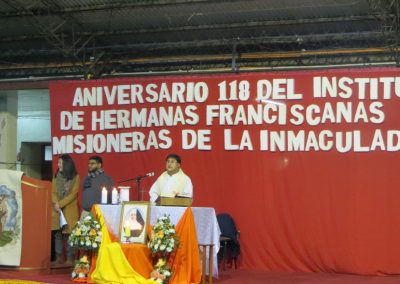 ANIVERSARIO 118 DEL INSTITU
DE HERMANAS FRANCISCANAS
MISIONERAS DE LA INMACULAD